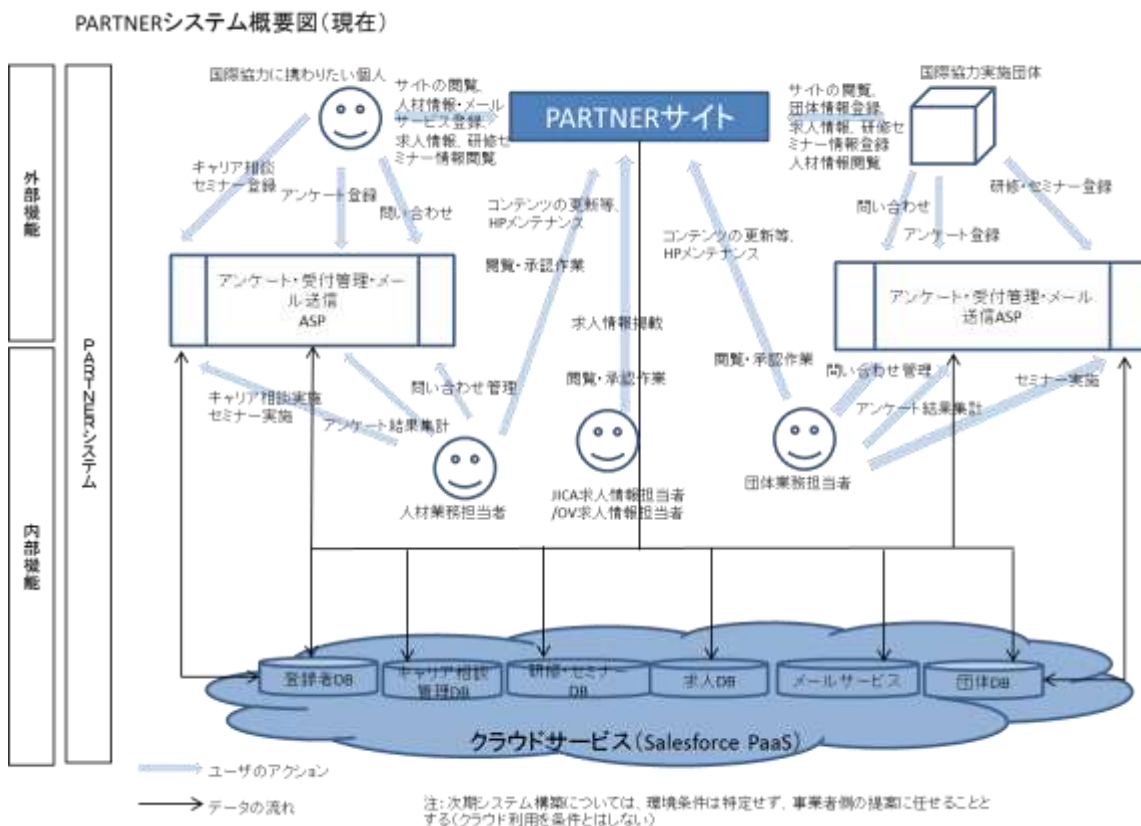 PARTNERシステム概要図(現在)
国際協力に携わりたい個人
国際協力実施団体
サイトの閲覧、
人材情報・メール
サービス登録、
求人情報、研修セ
ミナー情報閲覧
PARTNERサイト
サイトの閲覧、
団体情報登録、
求人情報、研修セ
ミナー情報登録
人材情報閲覧
外部機能
PARTNERシステム
キャリア相談
セミナー登録
アンケート登録
問い合わせ
コンテンツの更新等、
HPメンテナンス
閲覧・承認作業
コンテンツの更新等、
HPメンテナンス
問い合わせ
アンケート登録
研修・セミナー登録
アンケート・受付管理・メー
ル送信
ASP
アンケート・受付管理・メール
送信ASP
求人情報掲載
閲覧・承認作業
閲覧・承認作業
問い合わせ管理
キャリア相談実施
セミナー実施
アンケート結果集計
問い合わせ管理
アンケート結果集計
セミナー実施
人材業務担当者
JICA求人情報担当者
/OV求人情報担当者
団体業務担当者
内部機能
登録者DB
キャリア相談
管理DB
研修・セミナー
DB
求人DB
メールサービス
団体DB
クラウドサービス(Salesforce PaaS)
ユーザのアクション
データの流れ
注:次期システム構築については、環境条件は特定せず、事業者側の提案に任せることと
する(クラウド利用を条件とはしない)